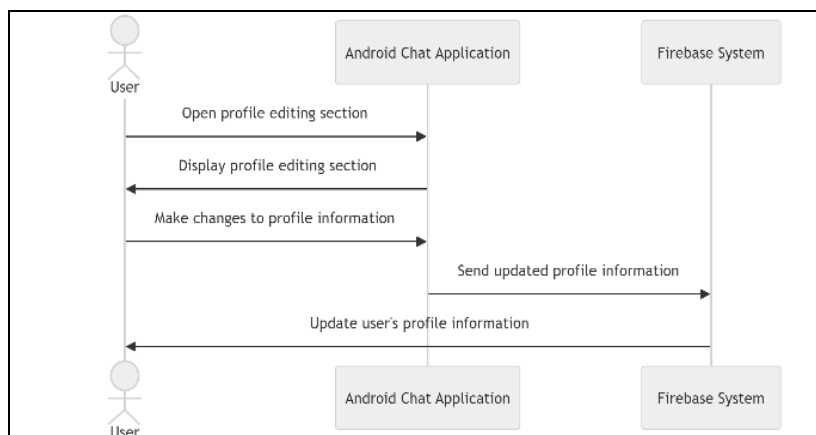 Android Chat Application
Firebase System
User
Open profile editing section
Display profile editing section
Make changes to profile information
Send updated profile information
Update user's profile information
Android Chat Application
Firebase System
User